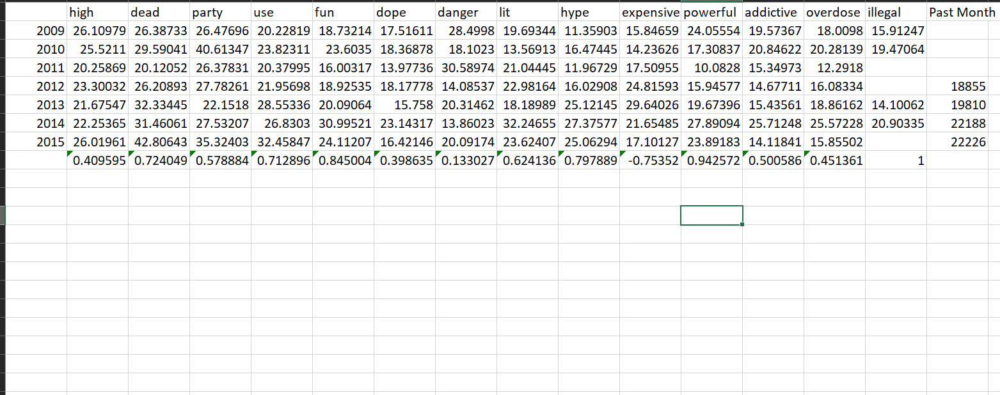 high dead party use fun dope danger lit hype expensive powerful addictive overdose illegal Past Month
2009 26.10979 26.38733 26.47696 20.22819 18.73214 17.51611 28.4998 19.69344 11.35903 15.84659 24.05554 19.57367 18.0098 15.91247
2010 25.5211 29.59041 40.61347 23.82311 23.6035 18.36878 18.1023 13.56913 16.47445 14.23626 17.30837 20.84622 20.28139 19.47064
2011 20.25869 20.12052 26.37831 20.37995 16.00317 13.97736 30.58974 21.04445 11.96729 17.50955 10.0828 15.34973 12.2918
2012 23.30032 26.20893 27.78261 21.95698 18.92535 18.17778 14.08537 22.98164 16.02908 24.81593 15.94577 14.67711 16.08334 18855
2013 21.67547 32.33445 22.1518 28.55336 20.09064 15.758 20.31462 18.18989 25.12145 29.64026 19.67396 15.43561 18.86162 14.10062 19810
2014 22.25365 31.46061 27.53207 26.8303 30.99521 23.14317 13.86023 32.24655 27.37577 21.65485 27.89094 25.71248 25.57228 20.90335 22188
2015 26.01961 42.80643 35.32403 32.45847 24.11207 16.42146 20.09174 23.62407 25.06294 17.10127 23.89183 14.11841 15.85502 22226
0.409595 0.724049 0.578884 0.712896 0.845004 0.398635 0.133027 0.624136 0.797889 -0.75352 0.942572 0.500586 0.451361 1